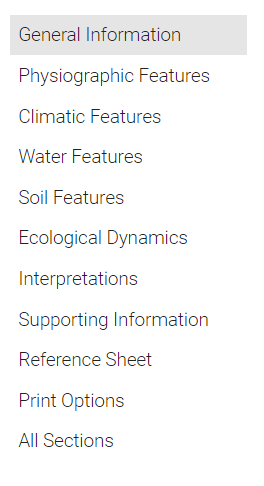 General Information
Physiographic Features
Climatic Features
Water Features
Soil Features
Ecological Dynamics
Interpretations
Supporting Information
Reference Sheet
Print Options
All Sections